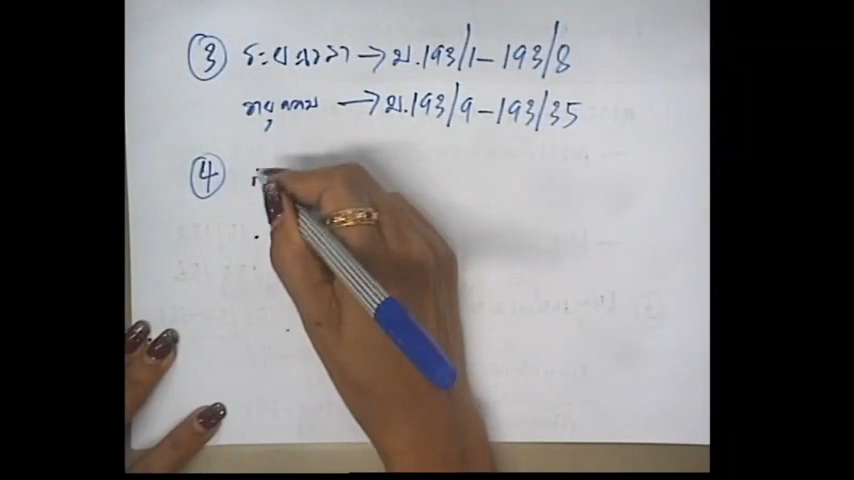 ③ ระยะเวลา → ม.193/1 - 193/8
อายุความ → ม.193/9 - 193/35
④